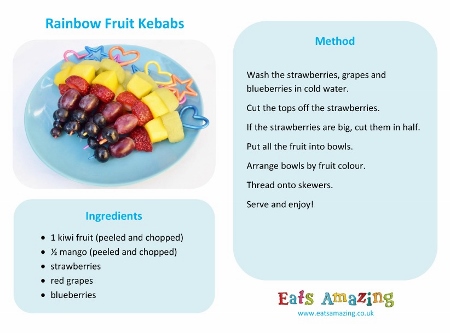 Rainbow Fruit Kebabs
Ingredients
• 1 kiwi fruit (peeled and chopped)
• ½ mango (peeled and chopped)
• strawberries
• red grapes
• blueberries
Method
Wash the strawberries, grapes and
blueberries in cold water.
Cut the tops off the strawberries.
If the strawberries are big, cut them in half.
Put all the fruit into bowls.
Arrange bowls by fruit colour.
Thread onto skewers.
Serve and enjoy!
Eats Amazing
www.eatsamazing.co.uk